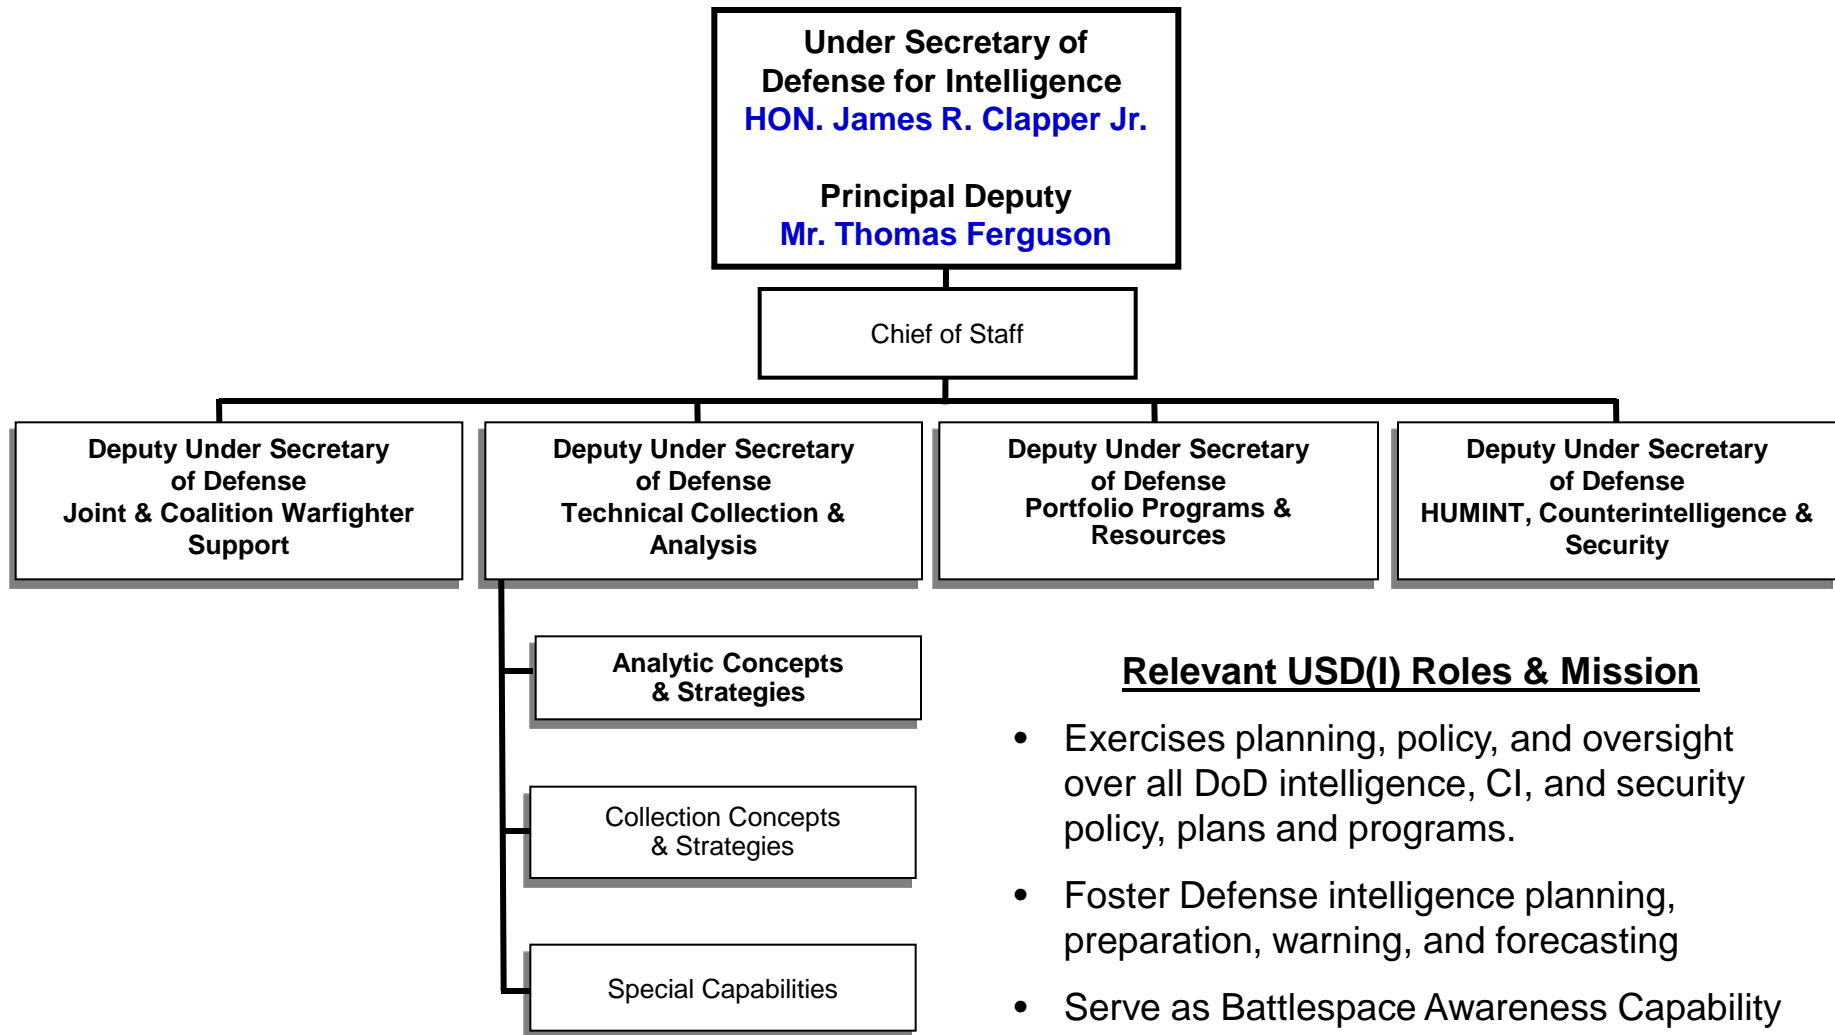 Under Secretary of
Defense for Intelligence
HON. James R. Clapper Jr.
Principal Deputy
Mr. Thomas Ferguson
Chief of Staff
Deputy Under Secretary
of Defense
Joint & Coalition Warfighter
Support
Deputy Under Secretary
of Defense
Technical Collection &
Analysis
Deputy Under Secretary
of Defense
Portfolio Programs &
Resources
Deputy Under Secretary
of Defense
HUMINT, Counterintelligence &
Security
Analytic Concepts
& Strategies
Collection Concepts
& Strategies
Special Capabilities
Relevant USD(I) Roles & Mission
• Exercises planning, policy, and oversight
over all DoD intelligence, CI, and security
policy, plans and programs.
• Foster Defense intelligence planning,
preparation, warning, and forecasting
• Serve as Battlespace Awareness Capability